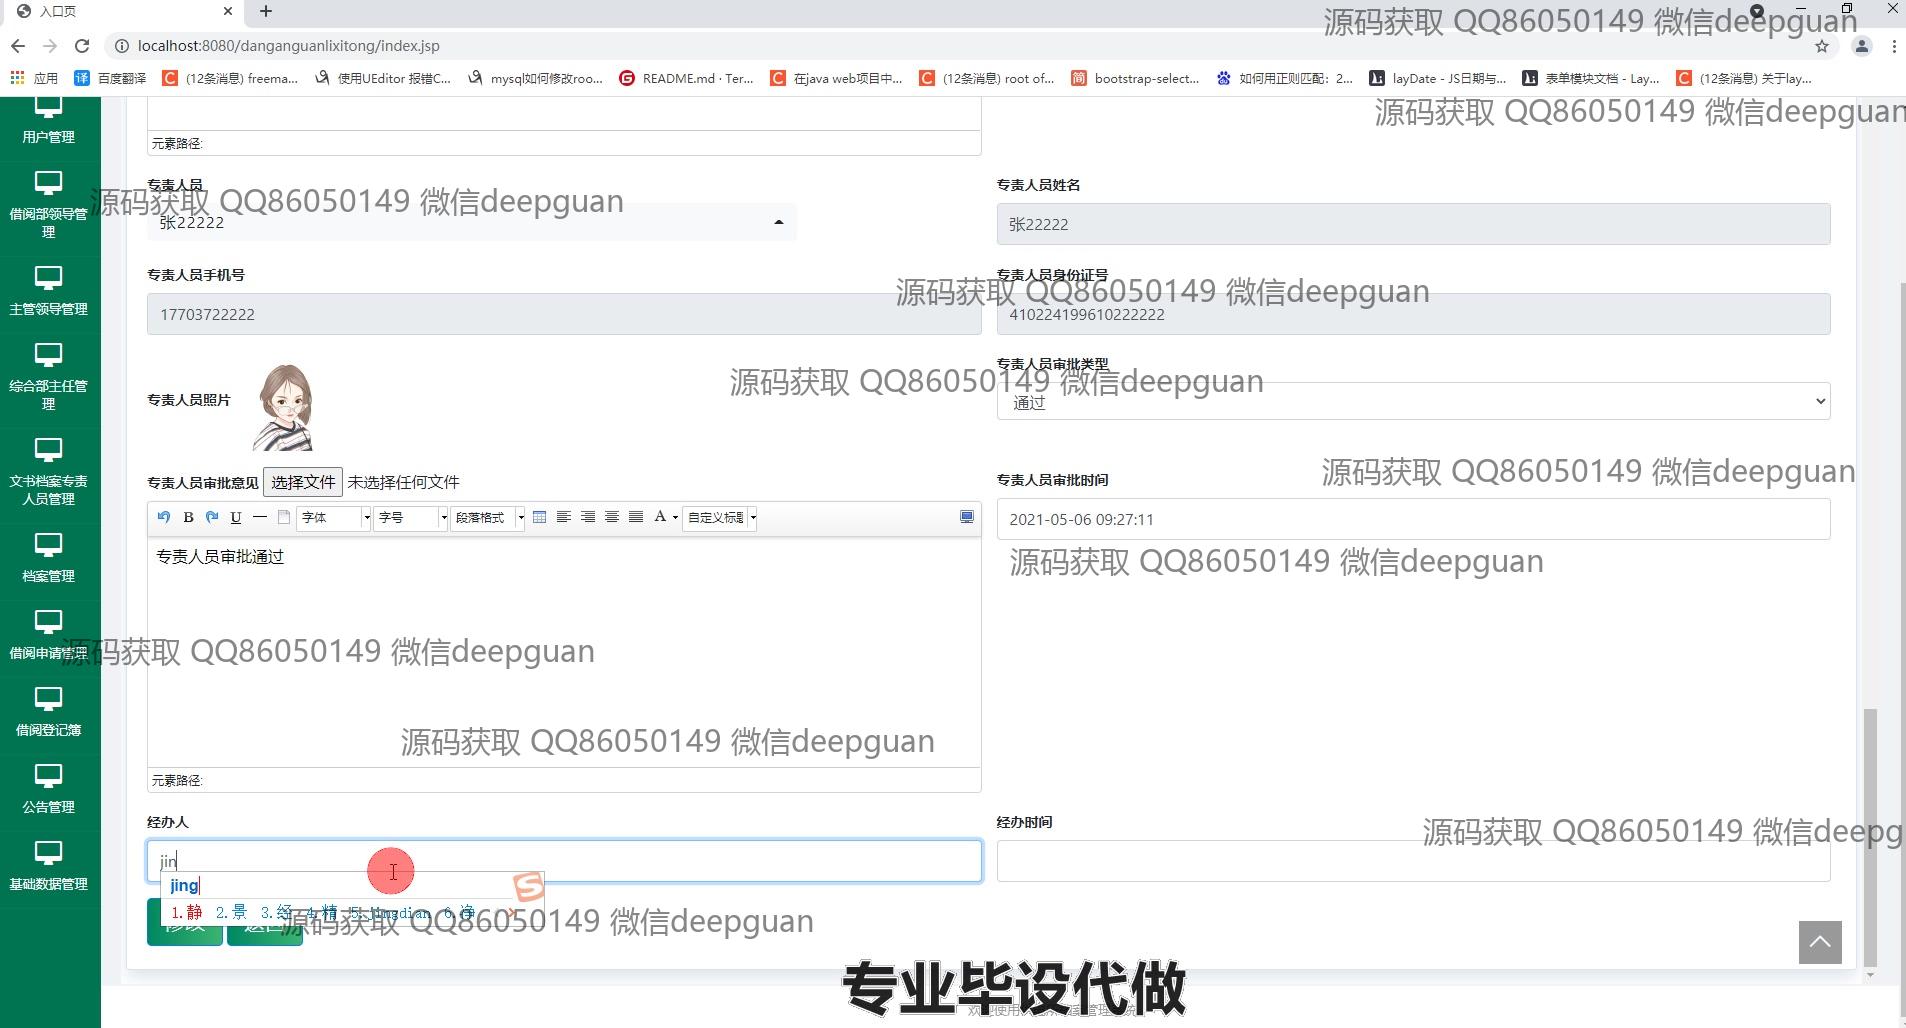 入口页
源码获取 QQ86050149 微信deepguan
localhost:8080/danganguanlixitong/index.jsp
应用 百度翻译 (12条消息) freema... 使用UEditor 报错C... mysql如何修改roo... README.md · Ter... 在java web项目中... (12条消息) root of... bootstrap-select... 如何用正则匹配：2... layDate - JS日期与... 表单模块文档 - Lay... (12条消息) 关于lay...
源码获取 QQ86050149 微信deepguan
用户管理
元素路径:
专责人员
专责人员姓名
源码获取 QQ86050149 微信deepguan
借阅部领导管理
张22222
张22222
专责人员手机号
专责人员身份证号
源码获取 QQ86050149 微信deepguan
主管领导管理
17703722222
410224199610222222
专责人员审批类型
源码获取 QQ86050149 微信deepguan
综合部主任管理
专责人员照片
通过
专责人员审批意见 选择文件 未选择任何文件
专责人员审批时间
源码获取 QQ86050149 微信deepguan
文书档案专责人员管理
B U 字体 字号 段落格式 A 自定义标题
2021-05-06 09:27:11
专责人员审批通过
源码获取 QQ86050149 微信deepguan
档案管理
借阅申请管理
源码获取 QQ86050149 微信deepguan
借阅登记簿
源码获取 QQ86050149 微信deepguan
元素路径:
公告管理
经办人
经办时间
源码获取 QQ86050149 微信deepg
jin
jing
基础数据管理
1.静 2.景 3.经 4.精 5.jingdian 6.净
源码获取 QQ86050149 微信deepguan
修改 返回
专业毕设代做